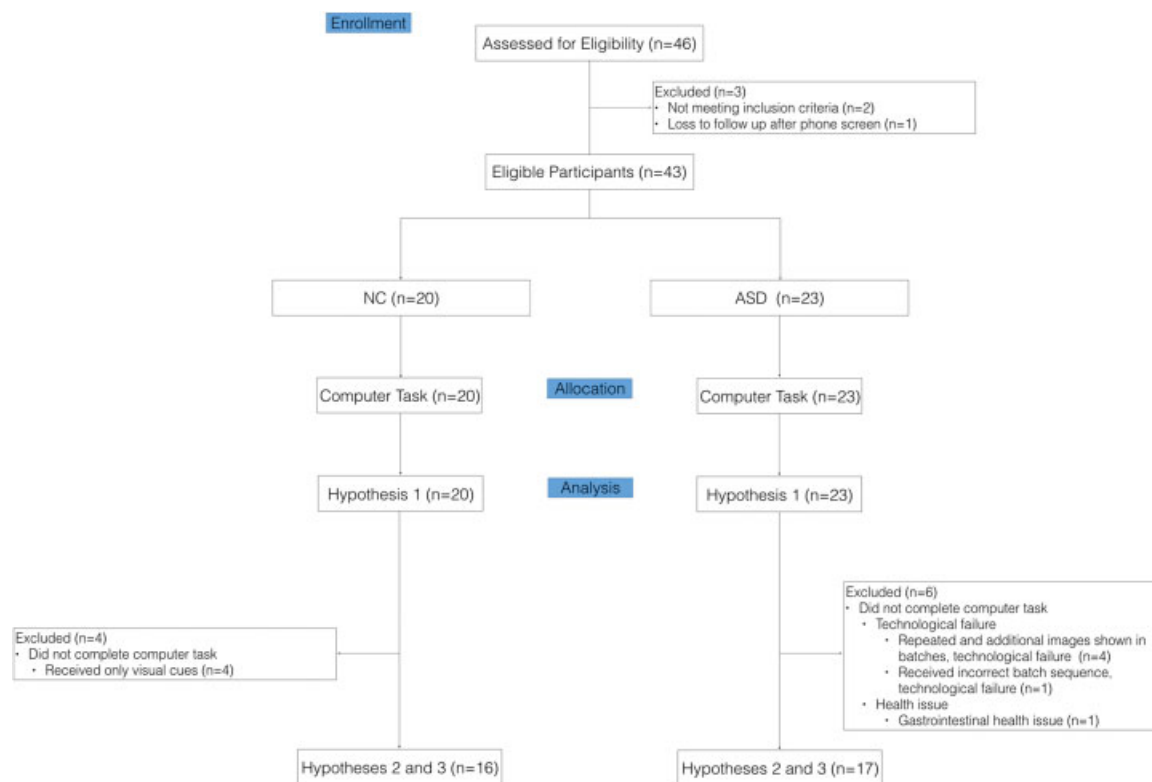 Enrollment
Assessed for Eligibility (n=46)
Excluded (n=3)
• Not meeting inclusion criteria (n=2)
• Loss to follow up after phone screen (n=1)
Eligible Participants (n=43)
NC (n=20)
ASD (n=23)
Computer Task (n=20)
Allocation
Computer Task (n=23)
Hypothesis 1 (n=20)
Analysis
Hypothesis 1 (n=23)
Excluded (n=4)
• Did not complete computer task
• Received only visual cues (n=4)
Excluded (n=6)
• Did not complete computer task
• Technological failure
• Repeated and additional images shown in
batches, technological failure (n=4)
• Received incorrect batch sequence,
technological failure (n=1)
• Health issue
• Gastrointestinal health issue (n=1)
Hypotheses 2 and 3 (n=16)
Hypotheses 2 and 3 (n=17)